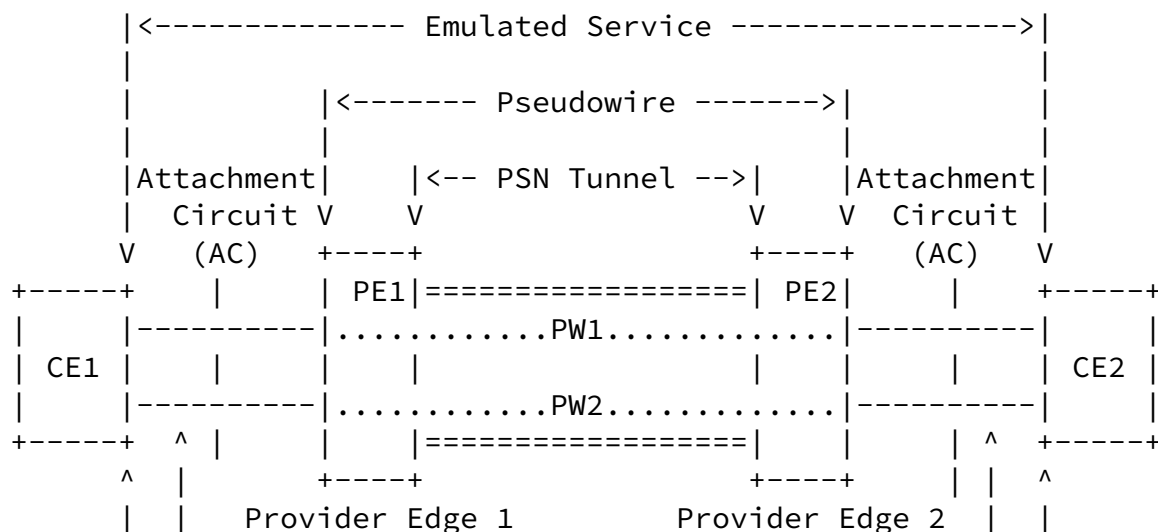 |<-------------- Emulated Service ---------------->|
|                                                  |
|          |<------- Pseudowire ------->|          |
|          |                            |          |
|Attachment|    |<-- PSN Tunnel -->|    |Attachment|
|  Circuit V    V                  V    V  Circuit |
V   (AC)   +----+                  +----+   (AC)   V
+-----+    |     | PE1|==================| PE2|     |    +-----+
|     |----------|............PW1.............|----------|     |
| CE1 |    |     |    |                  |    |     |    | CE2 |
|     |----------|............PW2.............|----------|     |
+-----+  ^ |     |    |==================|    |     | ^  +-----+
^  |       +----+                  +----+     | |  ^
|  |   Provider Edge 1         Provider Edge 2  |  |